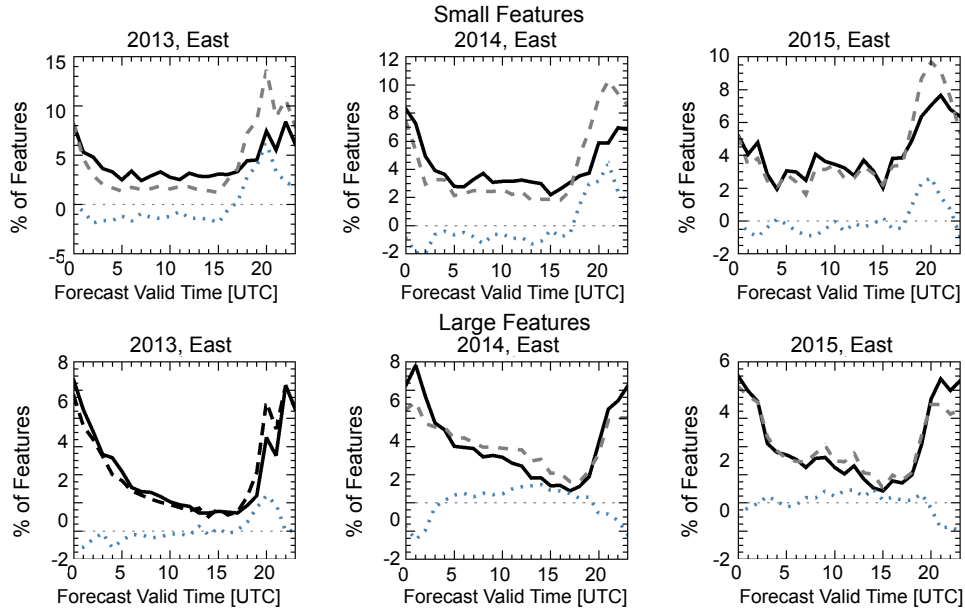 Small Features
2013, East
% of Features
15
10
5
0
-5
0 5 10 15 20
Forecast Valid Time [UTC]
2014, East
% of Features
12
10
8
6
4
2
0
-2
0 5 10 15 20
Forecast Valid Time [UTC]
2015, East
% of Features
10
8
6
4
2
0
-2
0 5 10 15 20
Forecast Valid Time [UTC]
Large Features
2013, East
% of Features
8
6
4
2
0
-2
0 5 10 15 20
Forecast Valid Time [UTC]
2014, East
% of Features
8
6
4
2
0
-2
0 5 10 15 20
Forecast Valid Time [UTC]
2015, East
% of Features
6
4
2
0
-2
0 5 10 15 20
Forecast Valid Time [UTC]